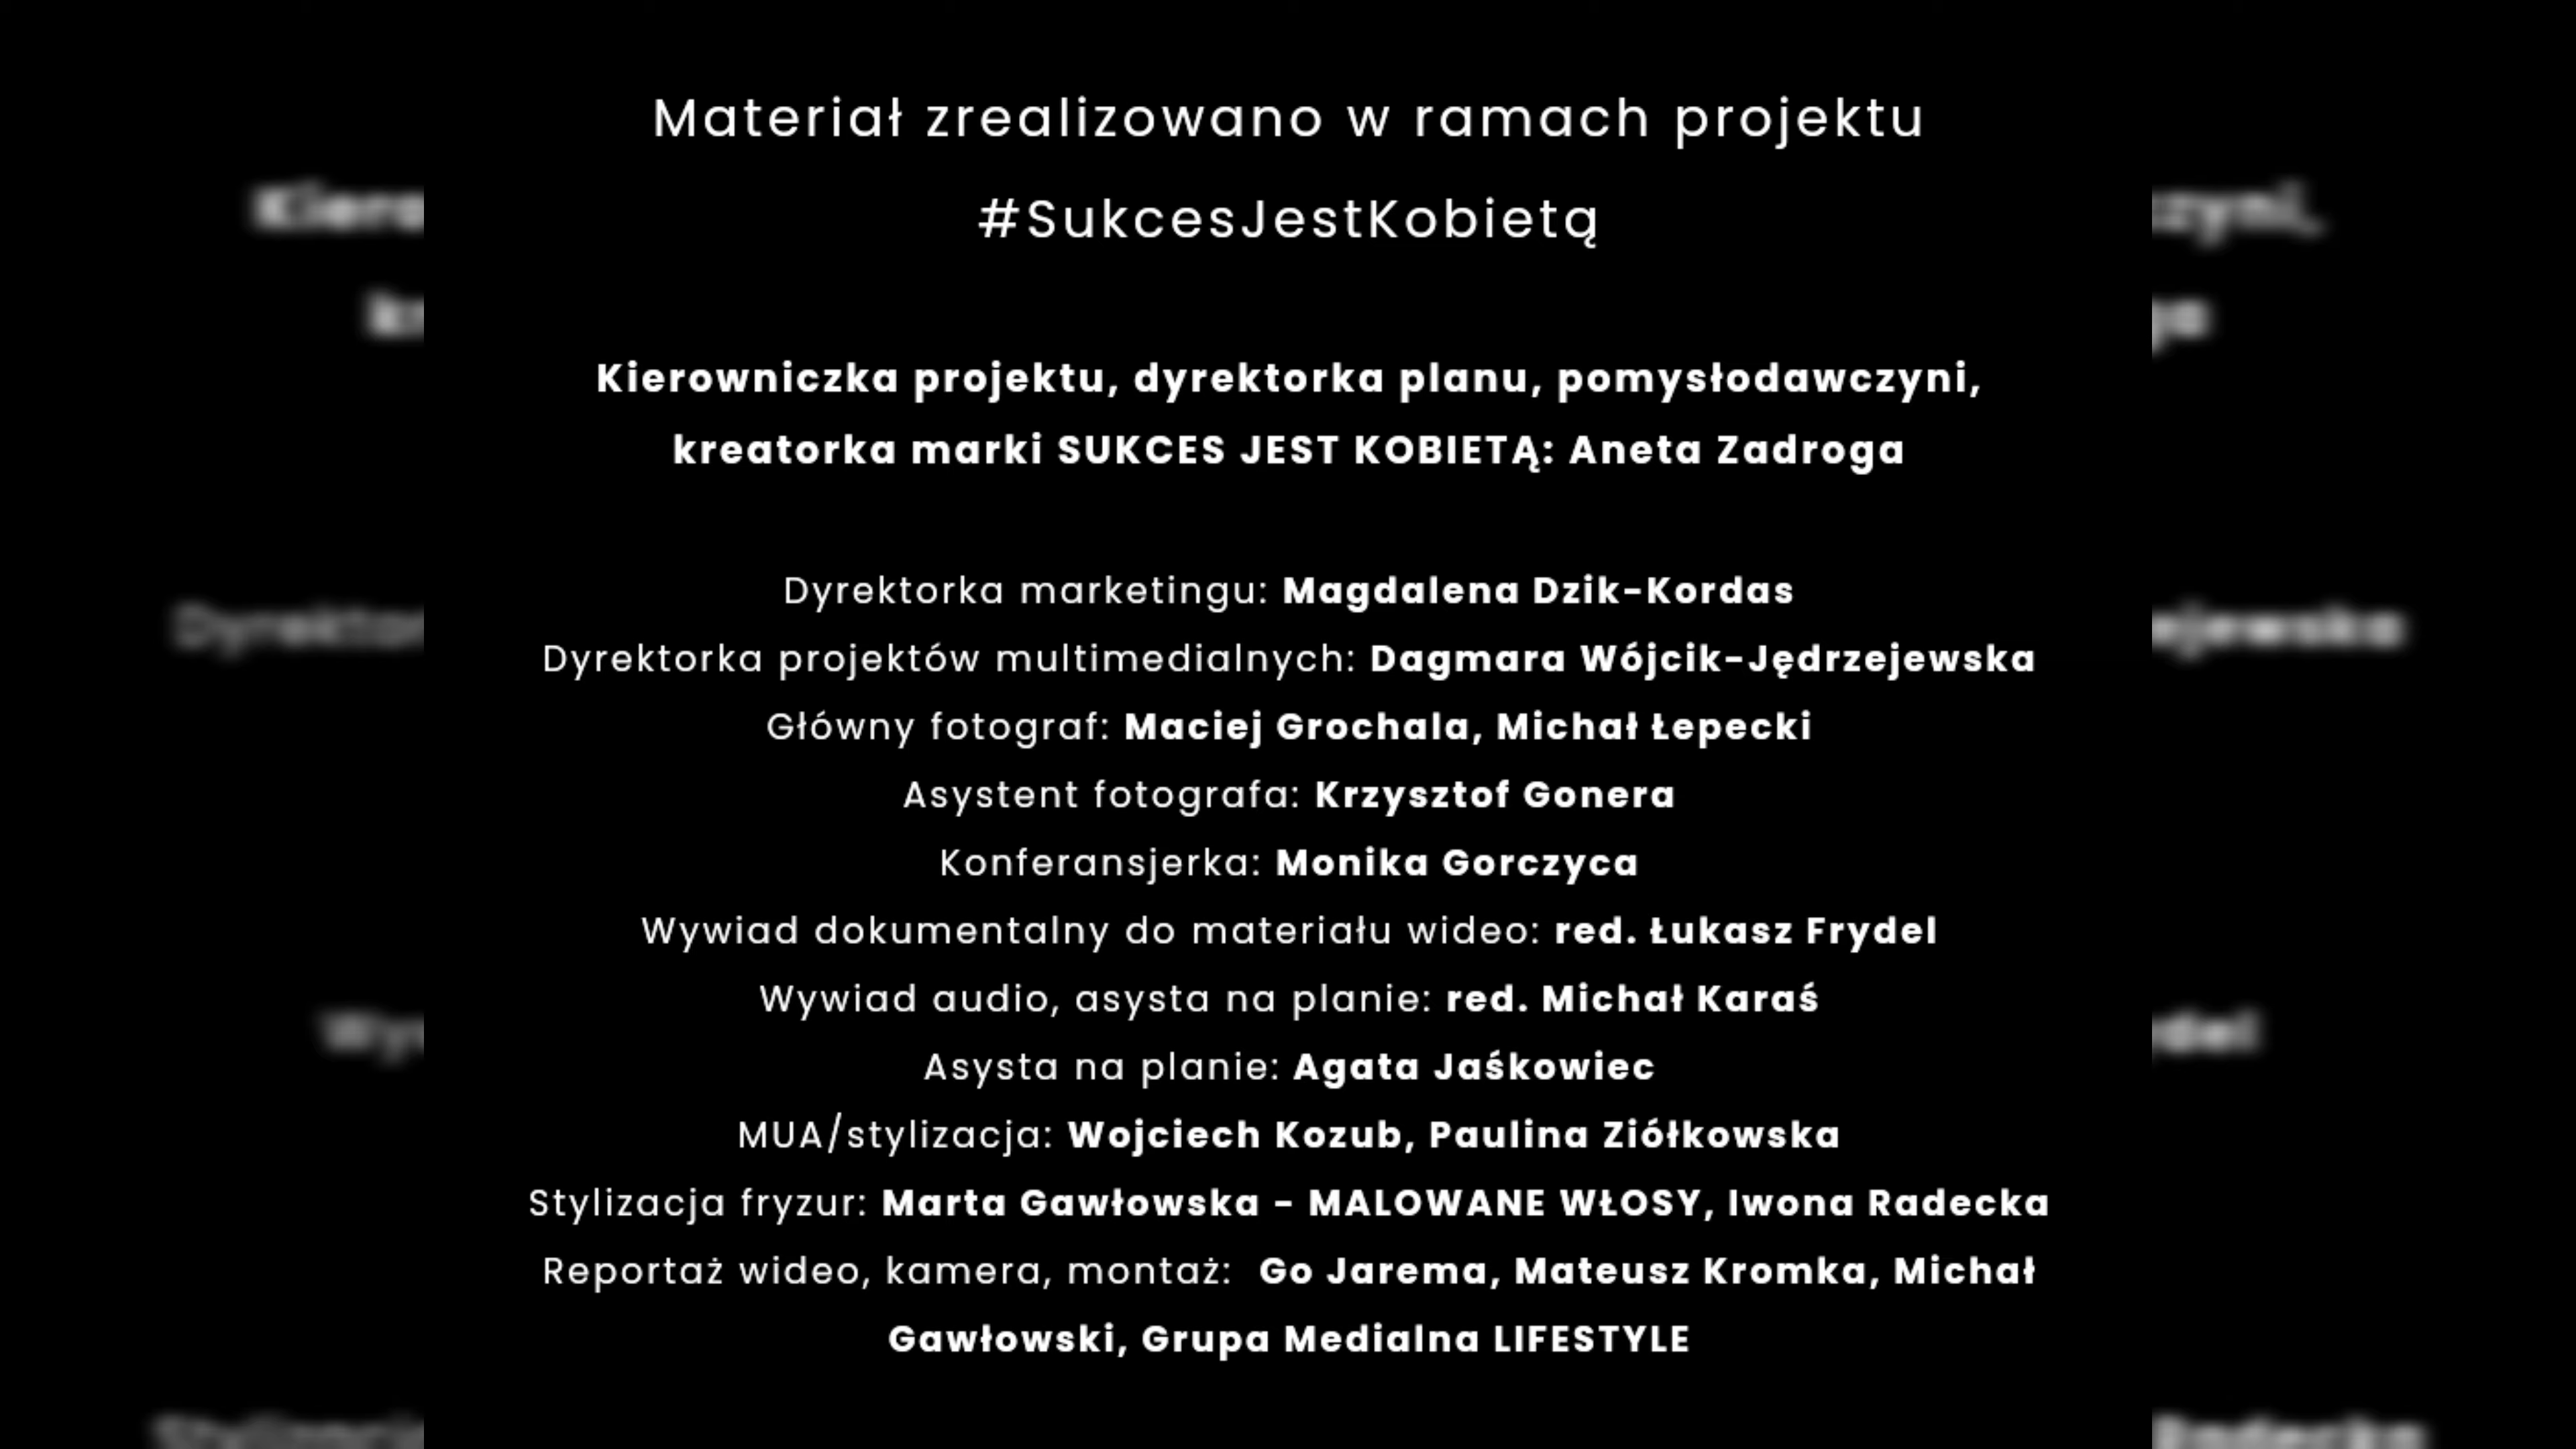 Materiał zrealizowano w ramach projektu
#SukcesJestKobietą
Kierowniczka projektu, dyrektorka planu, pomysłodawczyni,
kreatorka marki SUKCES JEST KOBIETĄ: Aneta Zadroga
Dyrektorka marketingu: Magdalena Dzik-Kordas
Dyrektorka projektów multimedialnych: Dagmara Wójcik-Jędrzejewska
Główny fotograf: Maciej Grochala, Michał Łepecki
Asystent fotografa: Krzysztof Gonera
Konferansjerka: Monika Gorczyca
Wywiad dokumentalny do materiału wideo: red. Łukasz Frydel
Wywiad audio, asysta na planie: red. Michał Karaś
Asysta na planie: Agata Jaśkowiec
MUA/stylizacja: Wojciech Kozub, Paulina Ziółkowska
Stylizacja fryzur: Marta Gawłowska - MALOWANE WŁOSY, Iwona Radecka
Reportaż wideo, kamera, montaż: Go Jarema, Mateusz Kromka, Michał
Gawłowski, Grupa Medialna LIFESTYLE